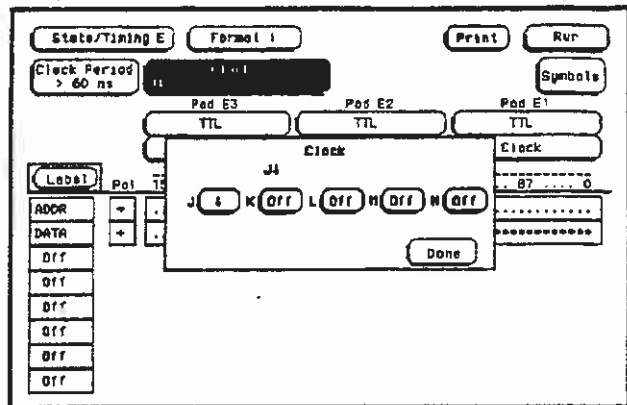 State/Timing E Format 1 Print Run
Clock Period > 60 ns Symbols
Pod E3 Pod E2 Pod E1
TTL TTL TTL
Clock Clock
J↓
J ↓ K Off L Off M Off N Off
Done
Label Pol 15 .. 87 .... 0
ADDR +
DATA +
Off
Off
Off
Off
Off
Off